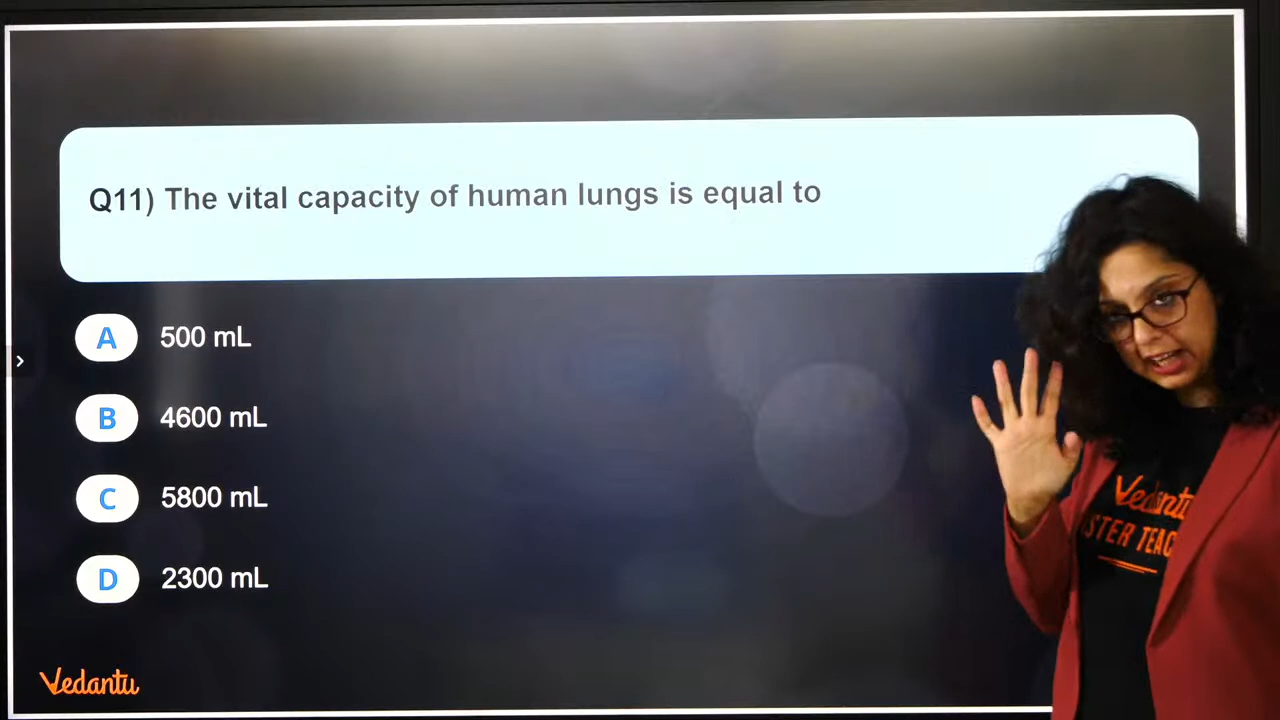 Q11) The vital capacity of human lungs is equal to
A 500 mL
B 4600 mL
C 5800 mL
D 2300 mL
Vedantu
Vedantu